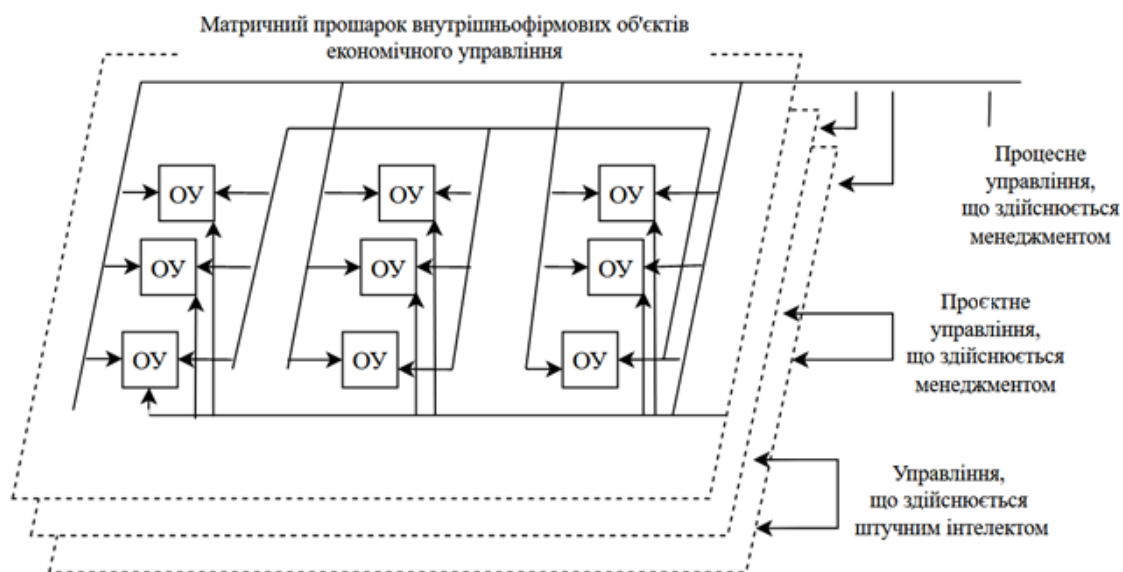 Матричний прошарок внутрішньофірмових об'єктів
економічного управління
ОУ
ОУ
ОУ
ОУ
ОУ
ОУ
ОУ
ОУ
ОУ
Процесне
управління,
що здійснюється
менеджментом
Проєктне
управління,
що здійснюється
менеджментом
Управління,
що здійснюється
штучним інтелектом